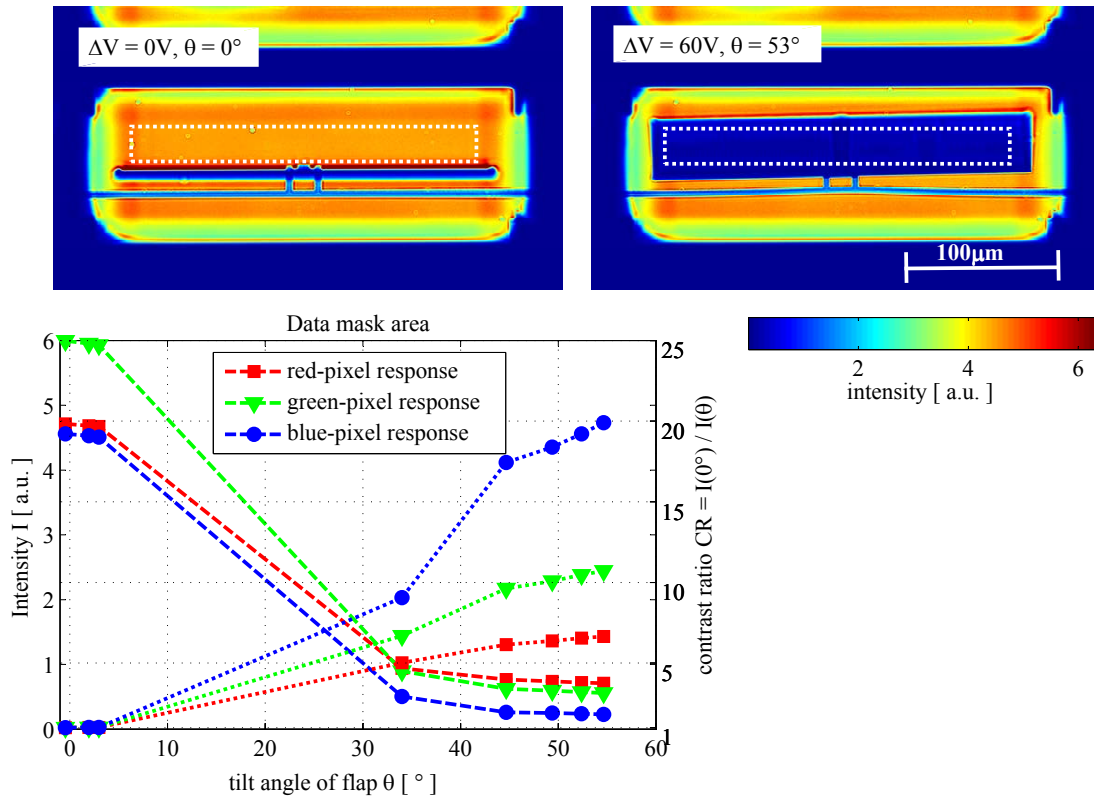 ΔV = 0V, θ = 0°
ΔV = 60V, θ = 53°
100μm
Data mask area
6
5
4
3
2
1
0
25
20
15
10
5
1
red-pixel response
green-pixel response
blue-pixel response
Intensity I [ a.u. ]
contrast ratio CR = I(0°) / I(θ)
0 10 20 30 40 50 60
tilt angle of flap θ [ ° ]
2 4 6
intensity [ a.u. ]